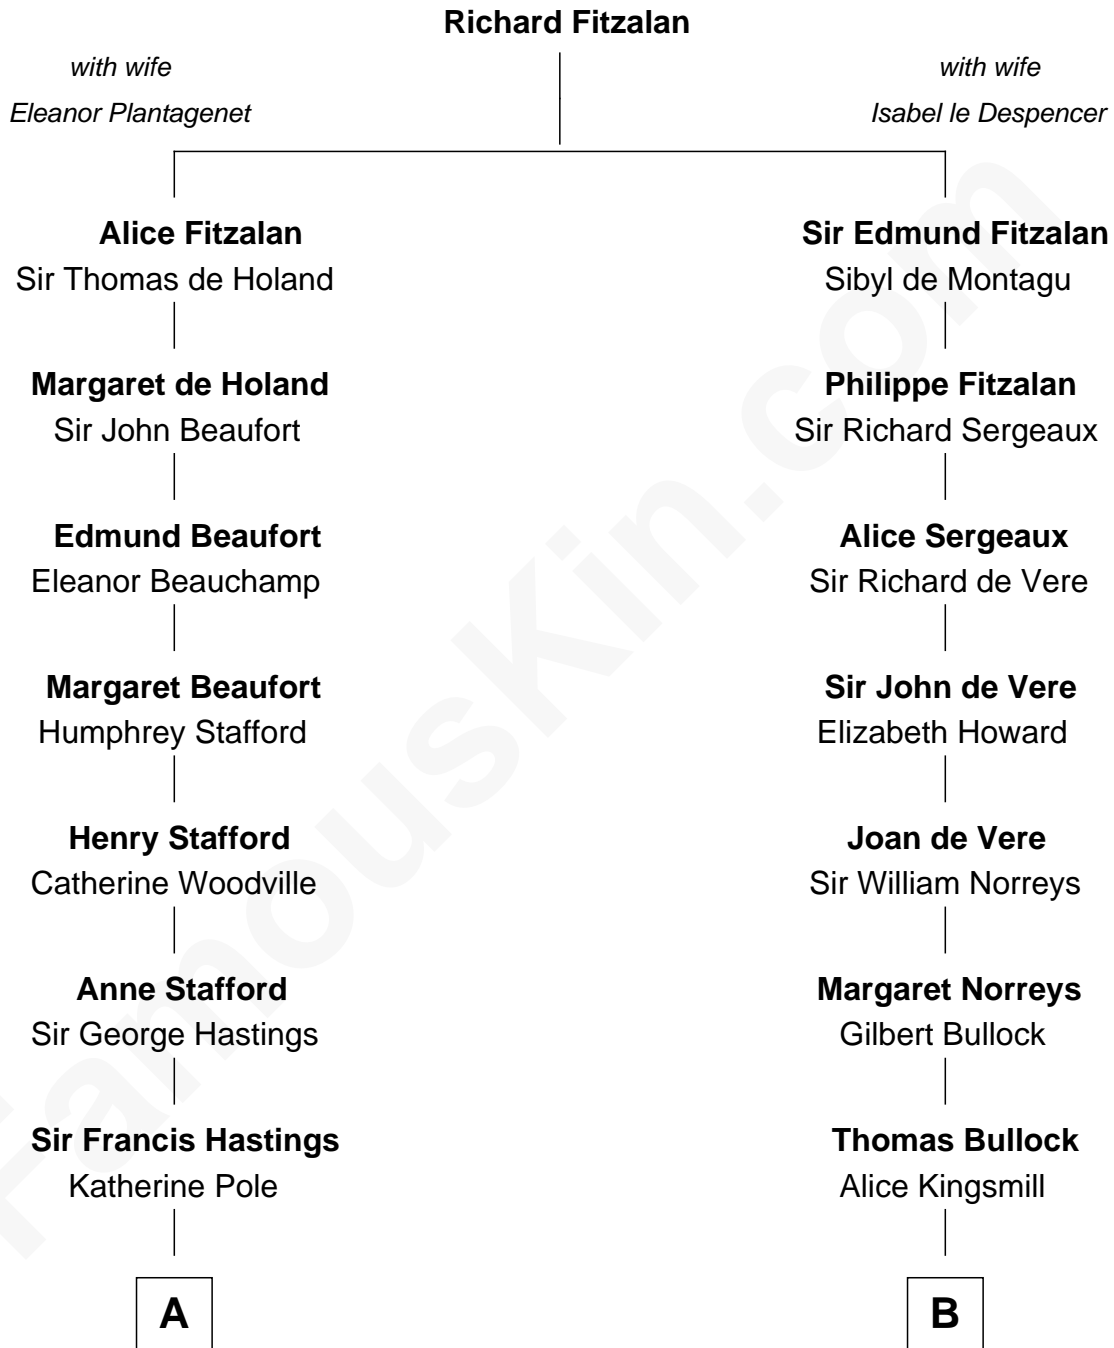 Richard Fitzalan
with wife
Eleanor Plantagenet
with wife
Isabel le Despencer
Alice Fitzalan
Sir Thomas de Holand
Sir Edmund Fitzalan
Sibyl de Montagu
Margaret de Holand
Sir John Beaufort
Philippe Fitzalan
Sir Richard Sergeaux
Edmund Beaufort
Eleanor Beauchamp
Alice Sergeaux
Sir Richard de Vere
Margaret Beaufort
Humphrey Stafford
Sir John de Vere
Elizabeth Howard
Henry Stafford
Catherine Woodville
Joan de Vere
Sir William Norreys
Anne Stafford
Sir George Hastings
Margaret Norreys
Gilbert Bullock
Sir Francis Hastings
Katherine Pole
Thomas Bullock
Alice Kingsmill
A
B
FamousKin.com